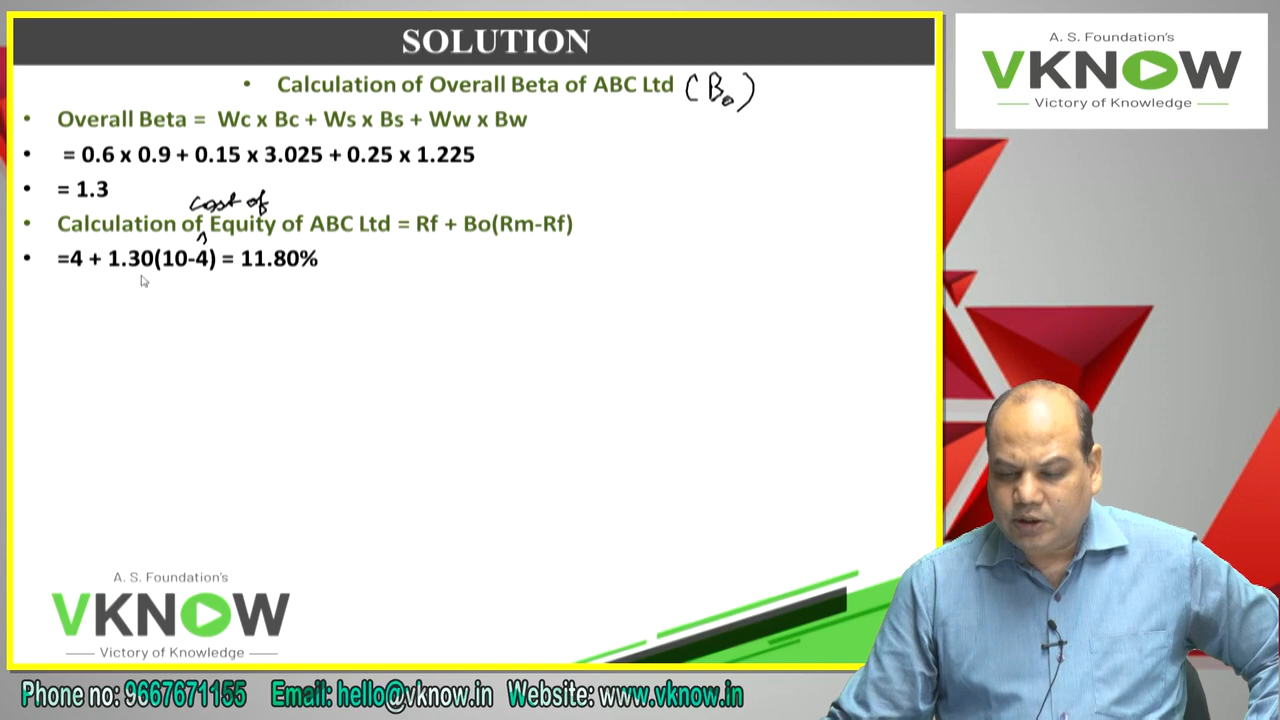 SOLUTION
• Calculation of Overall Beta of ABC Ltd (Bo)
• Overall Beta = Wc x Bc + Ws x Bs + Ww x Bw
• = 0.6 x 0.9 + 0.15 x 3.025 + 0.25 x 1.225
• = 1.3
cost of
• Calculation of ^ Equity of ABC Ltd = Rf + Bo(Rm-Rf)
• =4 + 1.30(10-4) = 11.80%
A. S. Foundation's
VKNOW
Victory of Knowledge
A. S. Foundation's
VKNOW
Victory of Knowledge
Phone no: 9667671155 Email: hello@vknow.in Website: www.vknow.in